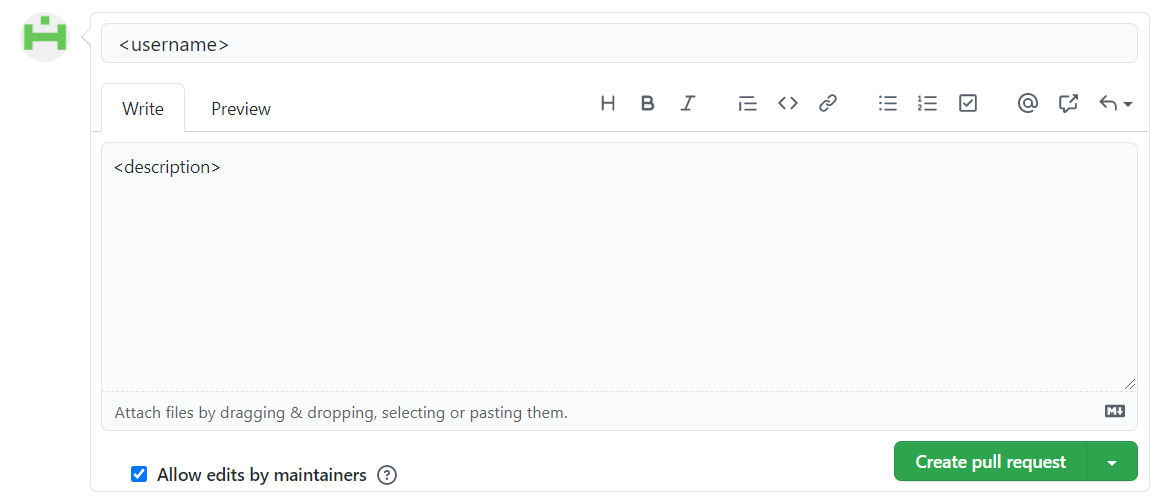 <username>
Write Preview
<description>
Attach files by dragging & dropping, selecting or pasting them.
Allow edits by maintainers
Create pull request